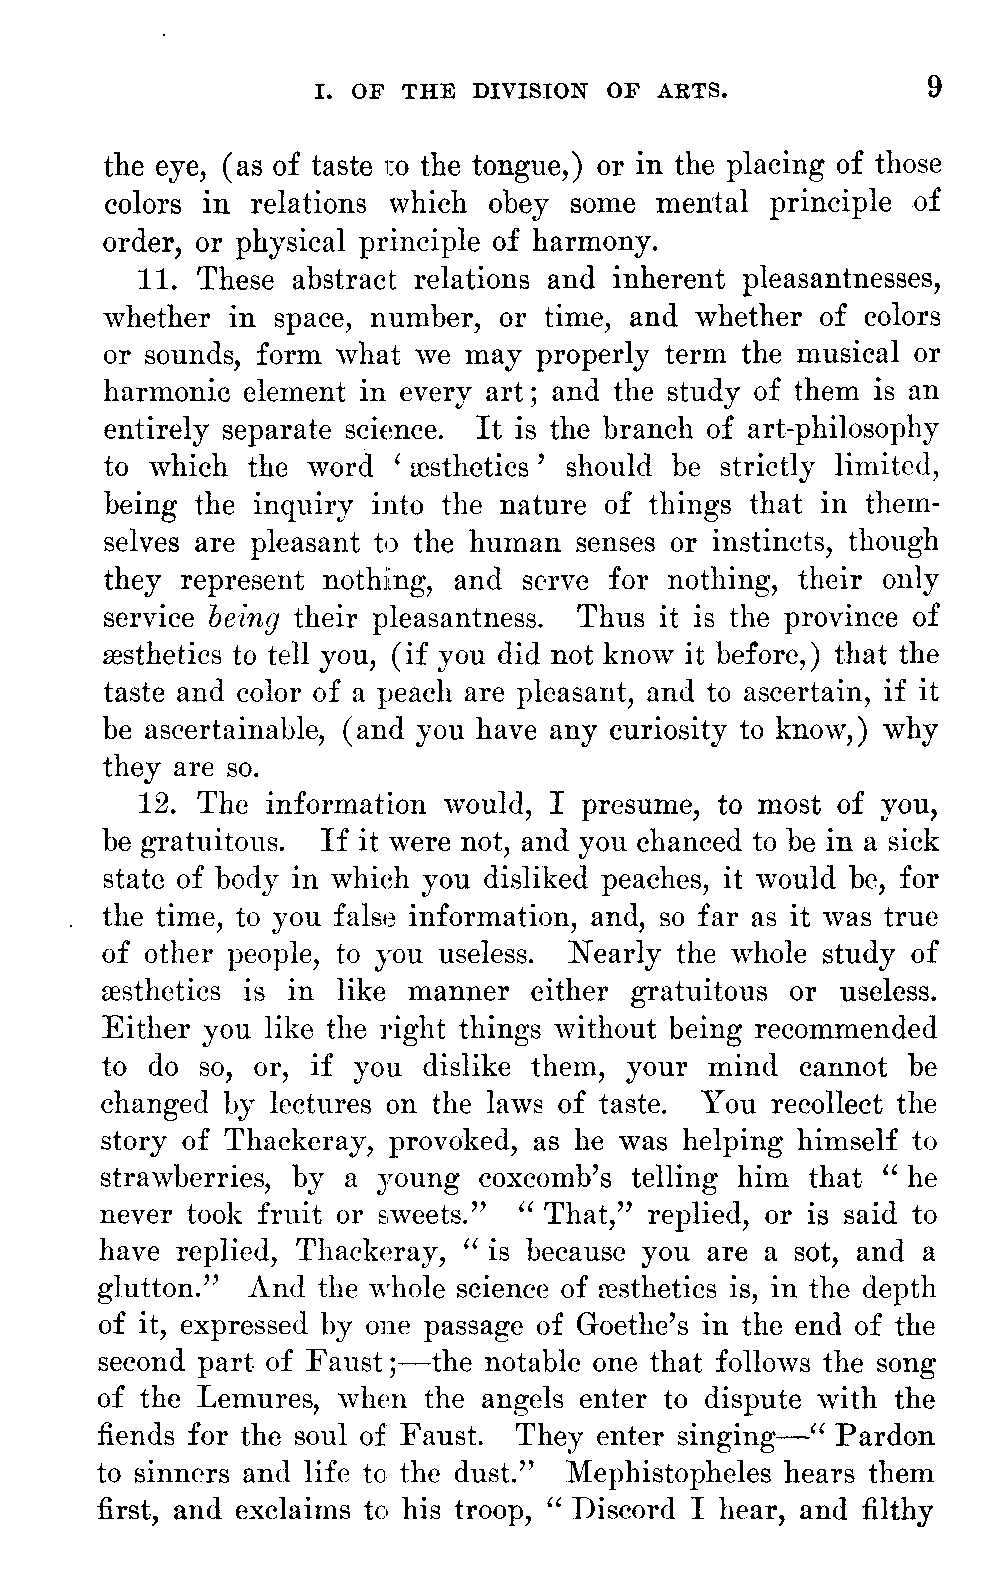 I. OF THE DIVISION OF ARTS. 9
the eye, (as of taste to the tongue,) or in the placing of those
colors in relations which obey some mental principle of
order, or physical principle of harmony.
11. These abstract relations and inherent pleasantnesses,
whether in space, number, or time, and whether of colors
or sounds, form what we may properly term the musical or
harmonic element in every art; and the study of them is an
entirely separate science. It is the branch of art-philosophy
to which the word ‘æsthetics’ should be strictly limited,
being the inquiry into the nature of things that in them-
selves are pleasant to the human senses or instincts, though
they represent nothing, and serve for nothing, their only
service being their pleasantness. Thus it is the province of
æsthetics to tell you, (if you did not know it before,) that the
taste and color of a peach are pleasant, and to ascertain, if it
be ascertainable, (and you have any curiosity to know,) why
they are so.
12. The information would, I presume, to most of you,
be gratuitous. If it were not, and you chanced to be in a sick
state of body in which you disliked peaches, it would be, for
the time, to you false information, and, so far as it was true
of other people, to you useless. Nearly the whole study of
æsthetics is in like manner either gratuitous or useless.
Either you like the right things without being recommended
to do so, or, if you dislike them, your mind cannot be
changed by lectures on the laws of taste. You recollect the
story of Thackeray, provoked, as he was helping himself to
strawberries, by a young coxcomb’s telling him that “he
never took fruit or sweets.” “That,” replied, or is said to
have replied, Thackeray, “is because you are a sot, and a
glutton.” And the whole science of æsthetics is, in the depth
of it, expressed by one passage of Goethe’s in the end of the
second part of Faust;—the notable one that follows the song
of the Lemures, when the angels enter to dispute with the
fiends for the soul of Faust. They enter singing—“Pardon
to sinners and life to the dust.” Mephistopheles hears them
first, and exclaims to his troop, “Discord I hear, and filthy